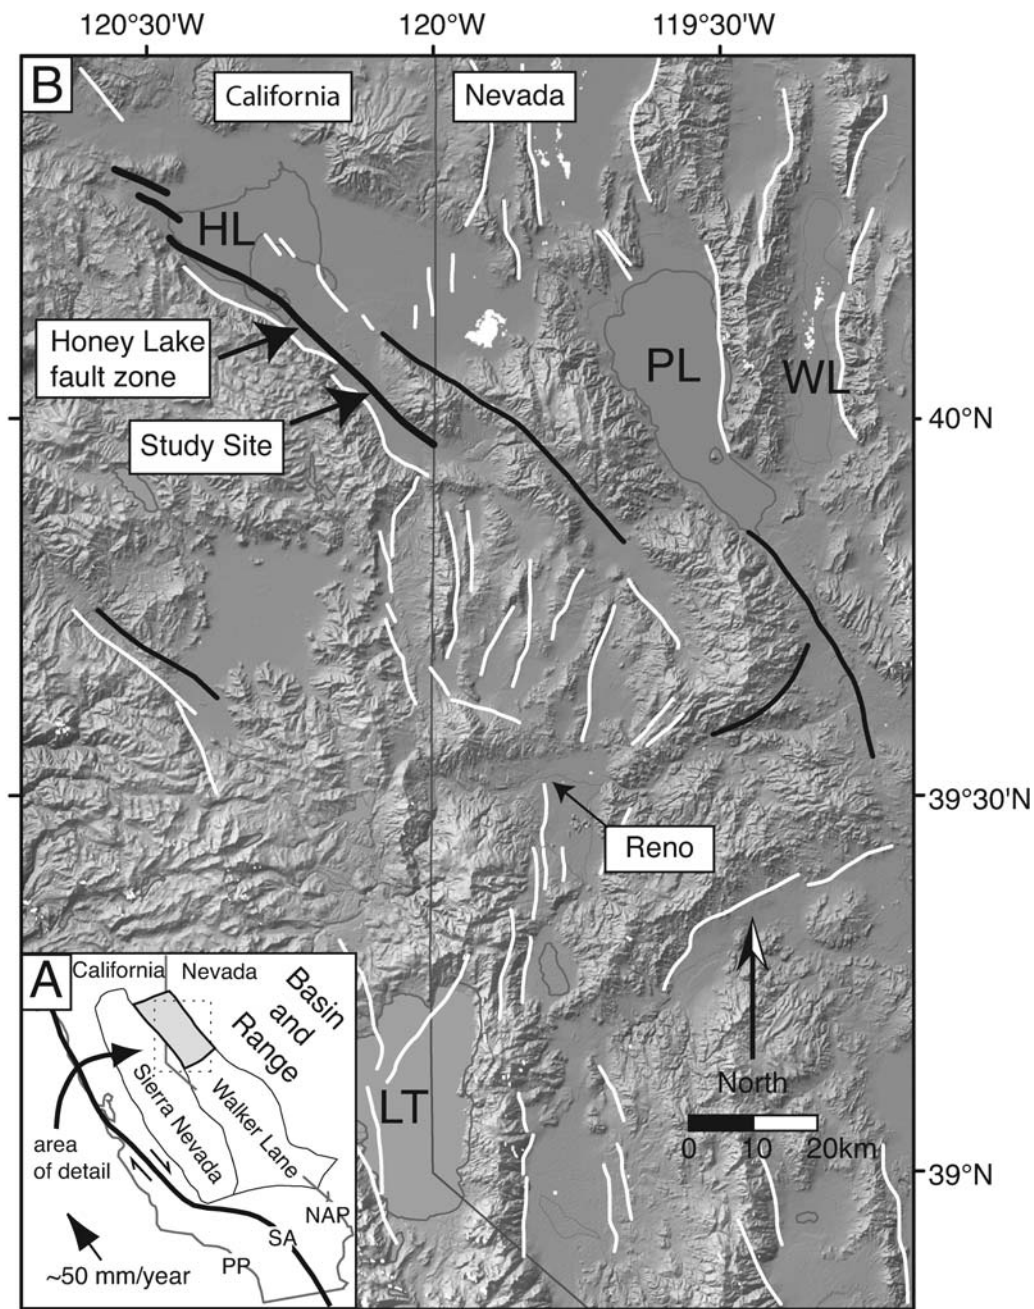 120°30'W 120°W 119°30'W
B
California
Nevada
HL
Honey Lake
fault zone
PL
WL
40°N
Study Site
39°30'N
Reno
A
California
Nevada
Basin
and
Range
North
LT
Sierra Nevada
Walker Lane
0 10 20km
area
of detail
39°N
NAP
SA
PP
~50 mm/year